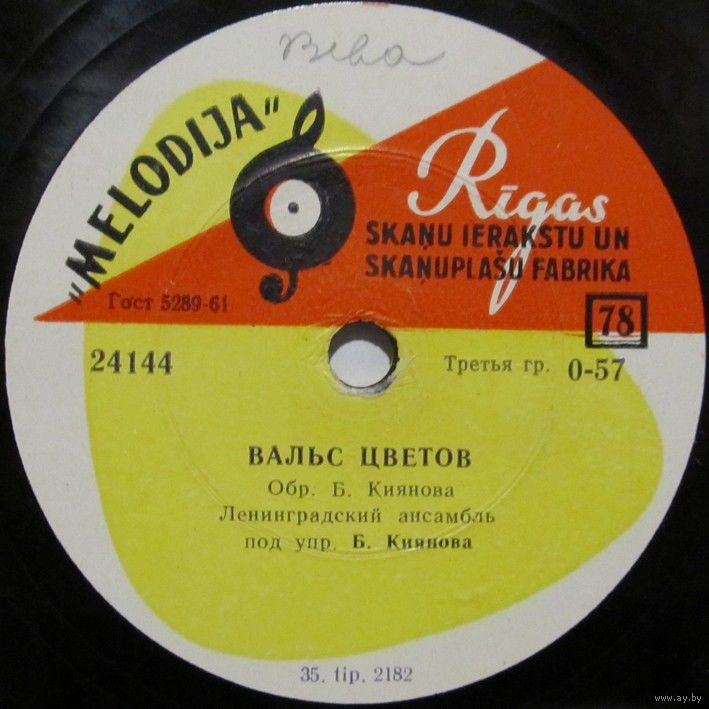 „MELODIJA"
Rīgas
SKAŅU IERAKSTU UN
SKAŅUPLAŠU FABRIKA
Гост 5289-61
78
24144
Третья гр. 0-57
ВАЛЬС ЦВЕТОВ
Обр. Б. Киянова
Ленинградский ансамбль
под упр. Б. Киянова
35. tip. 2182
www.ay.by